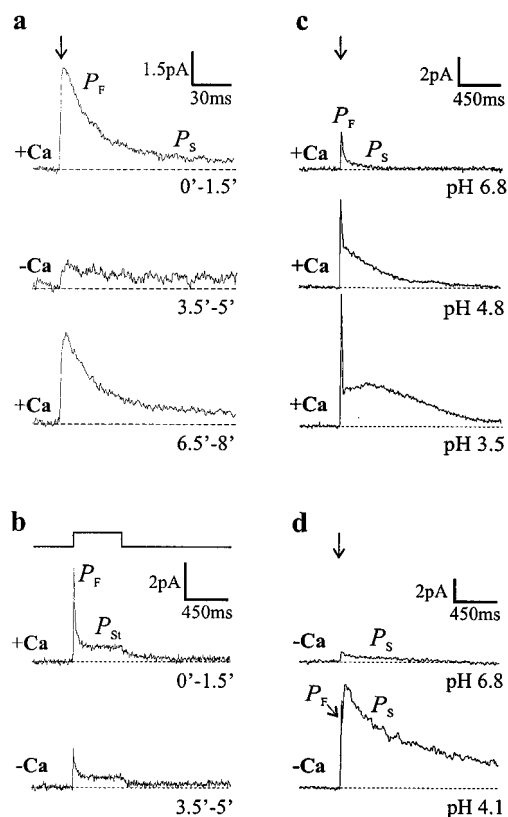 a
1.5pA
30ms
P_F
P_S
+Ca
0'-1.5'
-Ca
3.5'-5'
+Ca
6.5'-8'
b
2pA
450ms
P_F
P_St
+Ca
0'-1.5'
-Ca
3.5'-5'
c
2pA
450ms
P_F
P_S
+Ca
pH 6.8
+Ca
pH 4.8
+Ca
pH 3.5
d
2pA
450ms
-Ca
P_S
pH 6.8
P_F
P_S
-Ca
pH 4.1